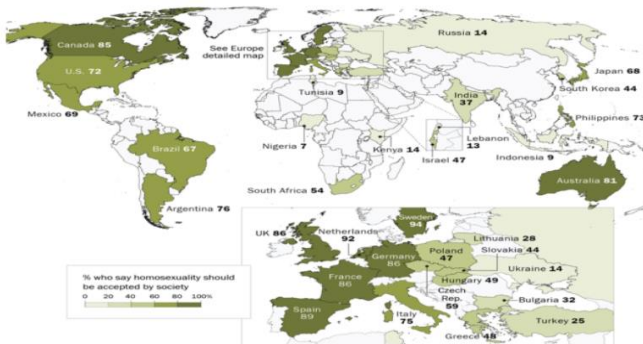 Canada 85
U.S. 72
Mexico 69
Brazil 67
Argentina 76
See Europe
detailed map
Russia 14
Tunisia 9
Nigeria 7
Kenya 14
South Africa 54
India
37
Lebanon
13
Israel 47
Indonesia 9
Japan 68
South Korea 44
Philippines 73
Australia 81
% who say homosexuality should
be accepted by society
0 20 40 60 80 100%
UK 86
Netherlands
92
Sweden
94
Germany
86
France
86
Spain
89
Italy
75
Poland
47
Lithuania 28
Slovakia 44
Ukraine 14
Hungary 49
Czech
Rep.
59
Bulgaria 32
Greece 48
Turkey 25